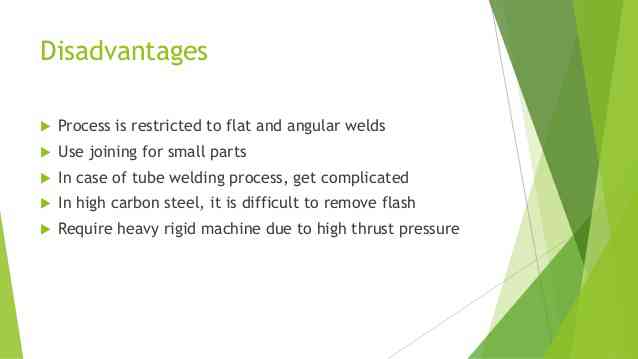 Disadvantages
Process is restricted to flat and angular welds
Use joining for small parts
In case of tube welding process, get complicated
In high carbon steel, it is difficult to remove flash
Require heavy rigid machine due to high thrust pressure